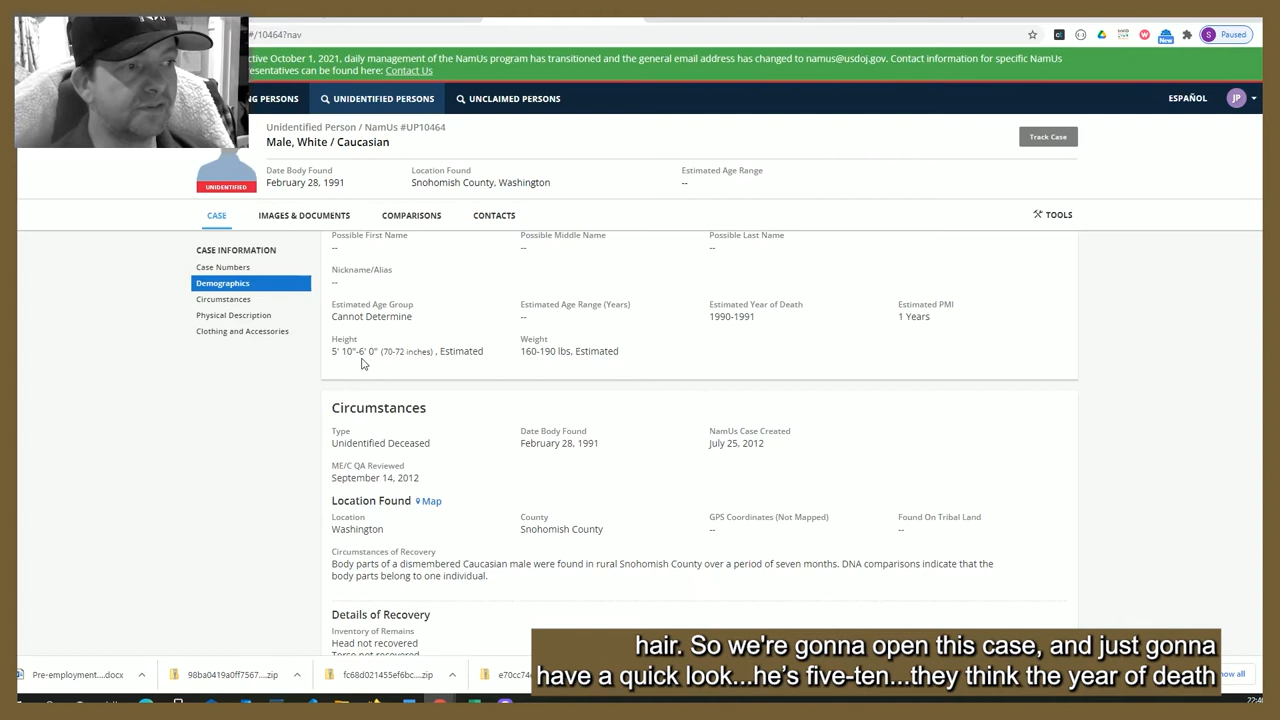 #/10464?nav
Paused
New
ctive October 1, 2021, daily management of the NamUs program has transitioned and the general email address has changed to namus@usdoj.gov. Contact information for specific NamUs
presentatives can be found here: Contact Us
NG PERSONS
UNIDENTIFIED PERSONS
UNCLAIMED PERSONS
ESPAÑOL
JP
Unidentified Person / NamUs #UP10464
Male, White / Caucasian
Track Case
Date Body Found
February 28, 1991
Location Found
Snohomish County, Washington
Estimated Age Range
--
UNIDENTIFIED
CASE
IMAGES & DOCUMENTS
COMPARISONS
CONTACTS
TOOLS
CASE INFORMATION
Case Numbers
Demographics
Circumstances
Physical Description
Clothing and Accessories
Possible First Name
--
Possible Middle Name
--
Possible Last Name
--
Nickname/Alias
--
Estimated Age Group
Cannot Determine
Estimated Age Range (Years)
--
Estimated Year of Death
1990-1991
Estimated PMI
1 Years
Height
5' 10"-6' 0" (70-72 inches) , Estimated
Weight
160-190 lbs, Estimated
Circumstances
Type
Unidentified Deceased
Date Body Found
February 28, 1991
NamUs Case Created
July 25, 2012
ME/C QA Reviewed
September 14, 2012
Location Found Map
Location
Washington
County
Snohomish County
GPS Coordinates (Not Mapped)
--
Found On Tribal Land
--
Circumstances of Recovery
Body parts of a dismembered Caucasian male were found in rural Snohomish County over a period of seven months. DNA comparisons indicate that the
body parts belong to one individual.
Details of Recovery
Inventory of Remains
Head not recovered
hair. So we're gonna open this case, and just gonna
have a quick look...he's five-ten...they think the year of death
Pre-employment....docx
98ba0419a0ff7567....zip
fc68d021455ef6bc....zip
e70cc74e